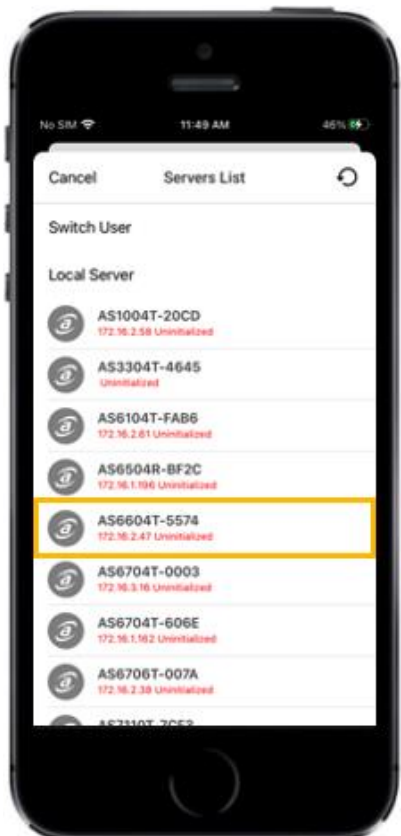 No SIM 11:49 AM 46%
Cancel Servers List
Switch User
Local Server
AS1004T-20CD
172.16.2.58 Uninitialized
AS3304T-4645
Uninitialized
AS6104T-FAB6
172.16.2.61 Uninitialized
AS6504R-BF2C
172.16.1.196 Uninitialized
AS6604T-5574
172.16.2.47 Uninitialized
AS6704T-0003
172.16.3.16 Uninitialized
AS6704T-606E
172.16.1.162 Uninitialized
AS6706T-007A
172.16.2.38 Uninitialized